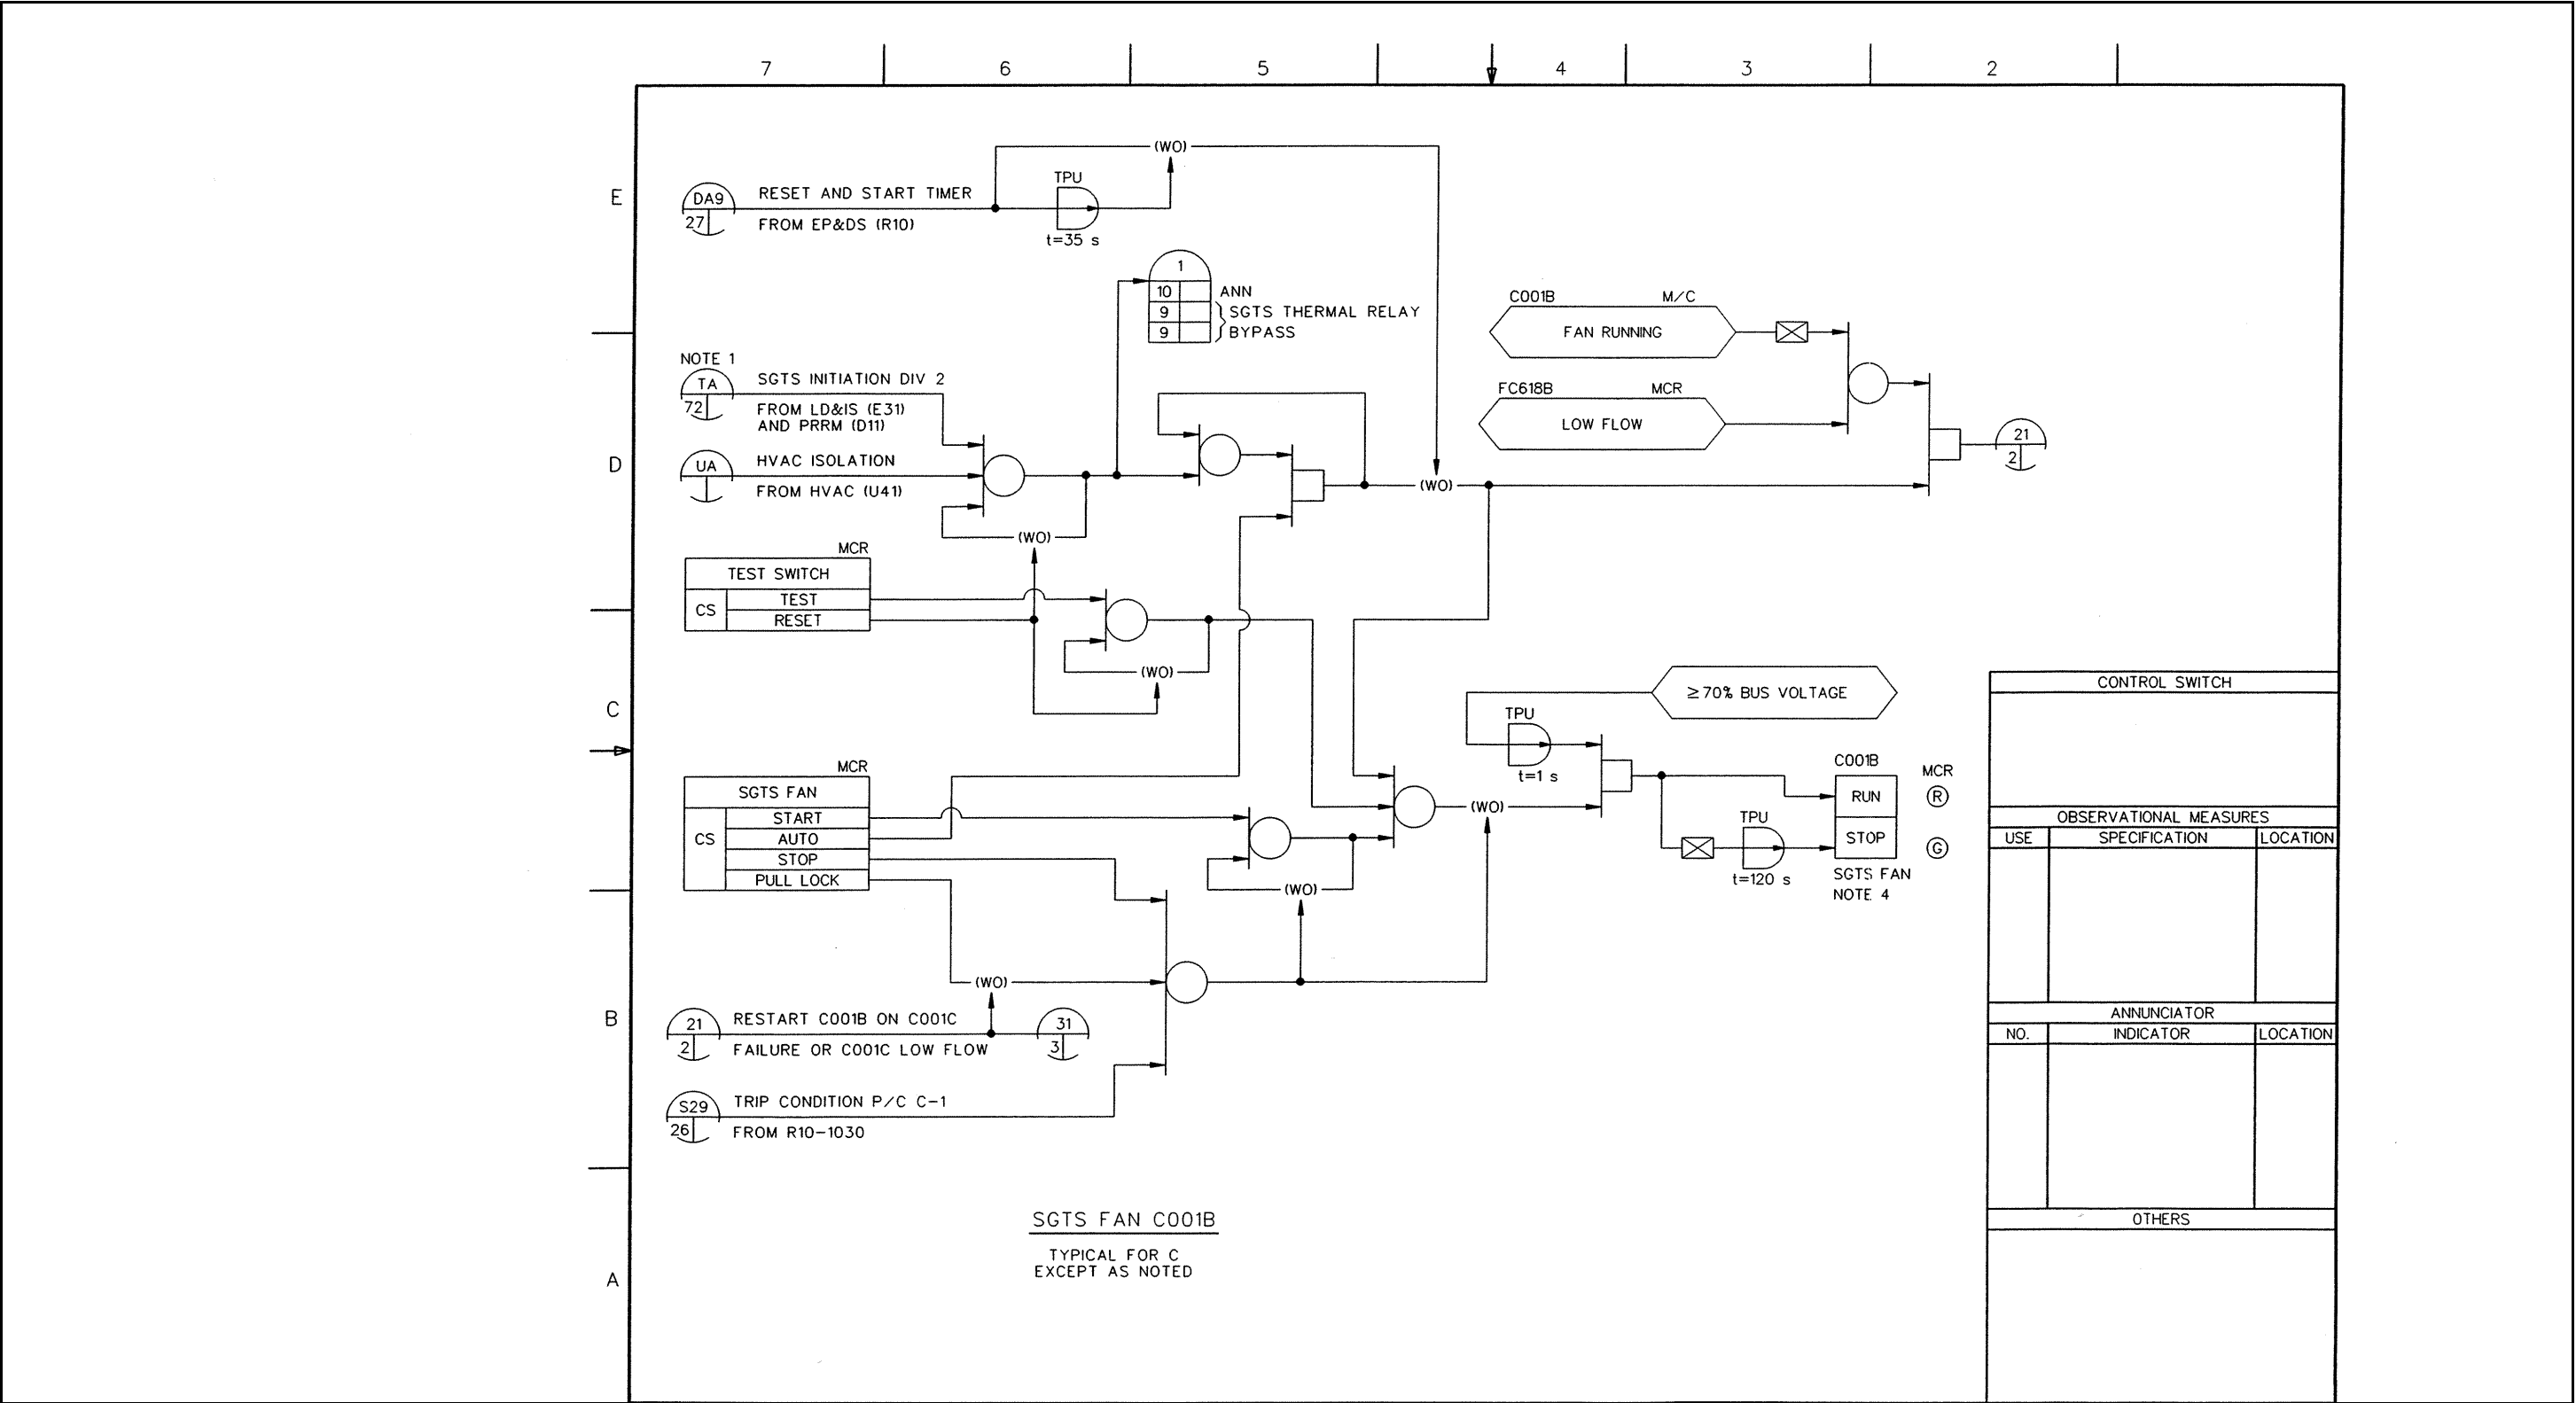 7 6 5 4 3 2
E
D
C
B
A
(WO)
TPU
DA9
27
RESET AND START TIMER
FROM EP&DS (R10)
t=35 s
1
10 ANN
9 SGTS THERMAL RELAY
9 BYPASS
C001B M/C
FAN RUNNING
NOTE 1
TA
72
SGTS INITIATION DIV 2
FROM LD&IS (E31)
AND PRRM (D11)
FC618B MCR
LOW FLOW
21
2
UA
HVAC ISOLATION
FROM HVAC (U41)
(WO)
(WO)
MCR
TEST SWITCH
CS
TEST
RESET
(WO)
≥70% BUS VOLTAGE
TPU
t=1 s
MCR
SGTS FAN
CS
START
AUTO
STOP
PULL LOCK
(WO)
(WO)
C001B
RUN
STOP
MCR
R
G
TPU
t=120 s
SGTS FAN
NOTE 4
(WO)
21
2
RESTART C001B ON C001C
FAILURE OR C001C LOW FLOW
31
3
S29
26
TRIP CONDITION P/C C-1
FROM R10-1030
SGTS FAN C001B
TYPICAL FOR C
EXCEPT AS NOTED
CONTROL SWITCH
OBSERVATIONAL MEASURES
USE SPECIFICATION LOCATION
ANNUNCIATOR
NO. INDICATOR LOCATION
OTHERS